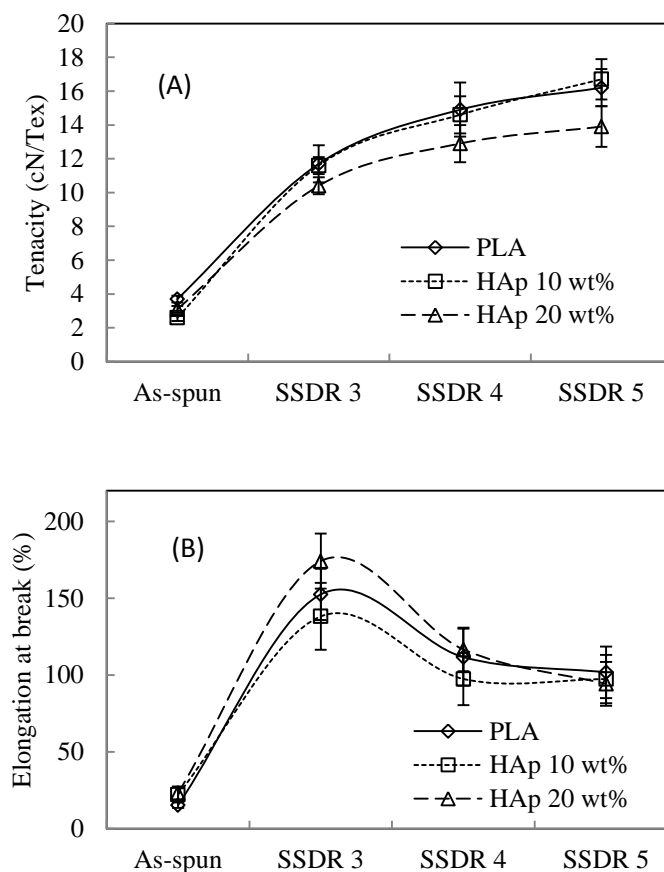 20
18
16
14
12
10
8
6
4
2
0
Tenacity (cN/Tex)
(A)
PLA
HAp 10 wt%
HAp 20 wt%
As-spun SSDR 3 SSDR 4 SSDR 5
200
150
100
50
0
Elongation at break (%)
(B)
PLA
HAp 10 wt%
HAp 20 wt%
As-spun SSDR 3 SSDR 4 SSDR 5